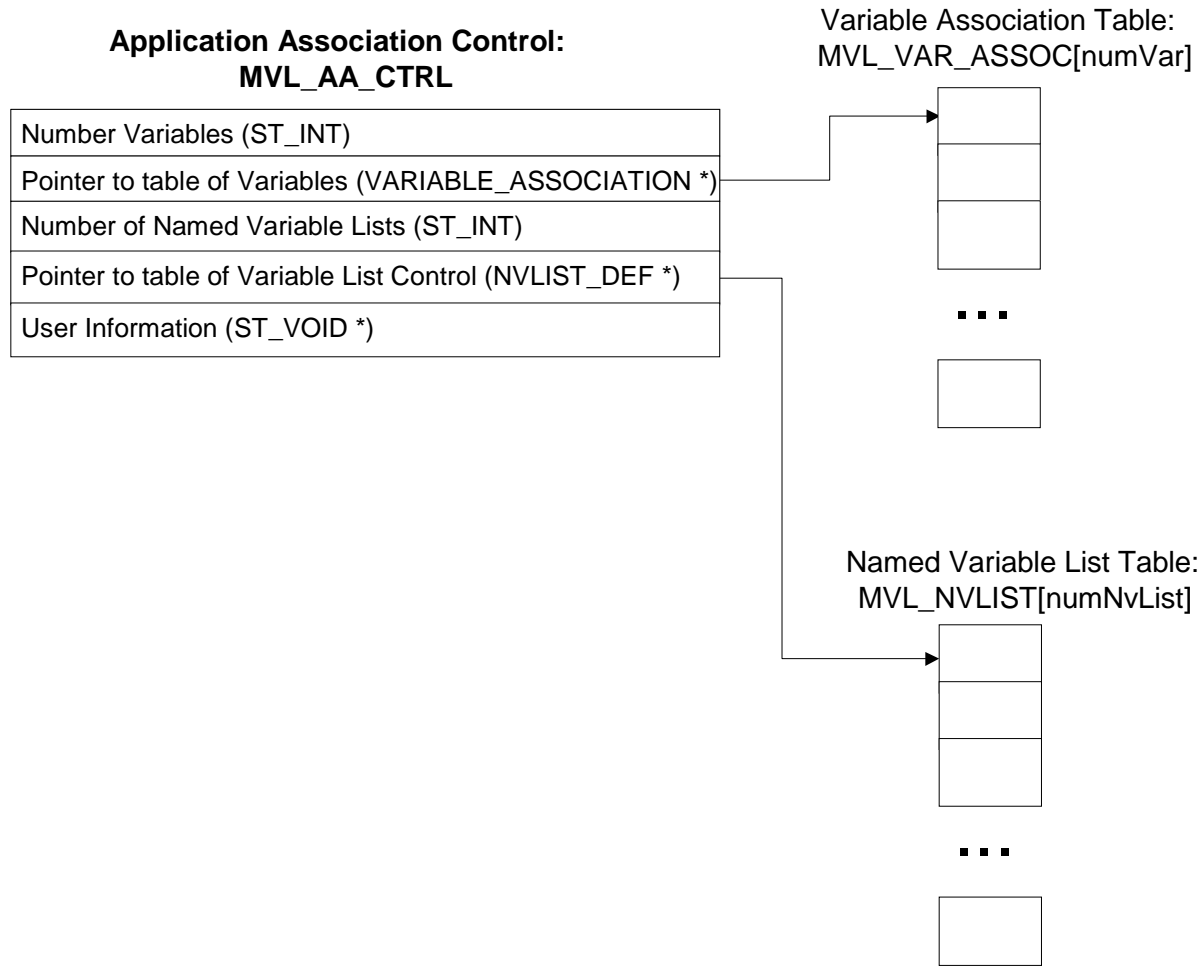 Application Association Control:
MVL_AA_CTRL
Number Variables (ST_INT)
Pointer to table of Variables (VARIABLE_ASSOCIATION *)
Number of Named Variable Lists (ST_INT)
Pointer to table of Variable List Control (NVLIST_DEF *)
User Information (ST_VOID *)
Variable Association Table:
MVL_VAR_ASSOC[numVar]
...
Named Variable List Table:
MVL_NVLIST[numNvList]
...